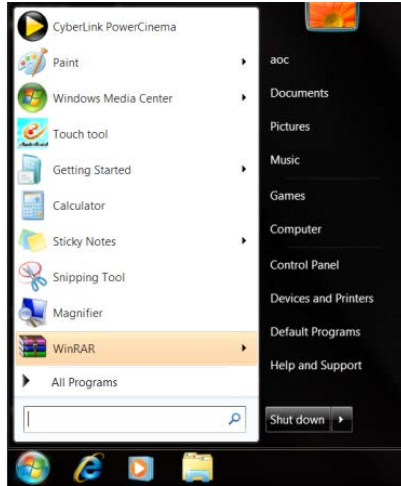 CyberLink PowerCinema
Paint
Windows Media Center
Touch tool
Getting Started
Calculator
Sticky Notes
Snipping Tool
Magnifier
WinRAR
All Programs
aoc
Documents
Pictures
Music
Games
Computer
Control Panel
Devices and Printers
Default Programs
Help and Support
Shut down